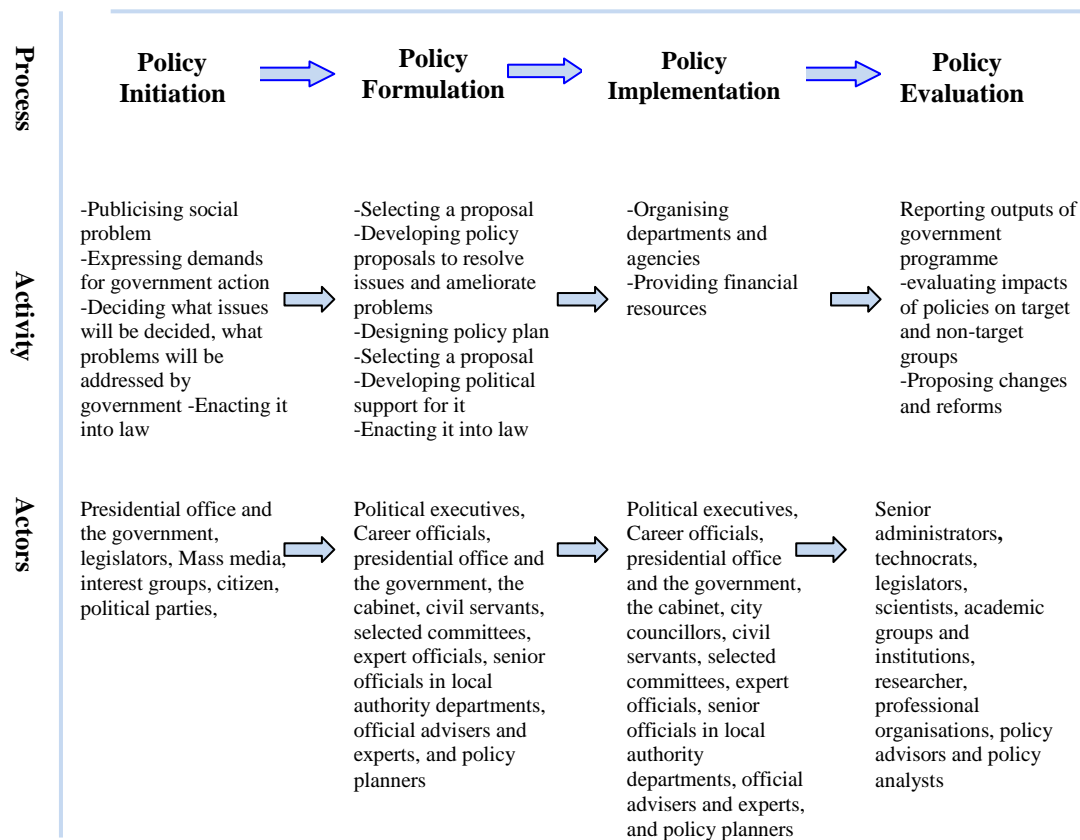 Process
Policy
Initiation
Policy
Formulation
Policy
Implementation
Policy
Evaluation
Activity
-Publicising social
problem
-Expressing demands
for government action
-Deciding what issues
will be decided, what
problems will be
addressed by
government -Enacting it
into law
-Selecting a proposal
-Developing policy
proposals to resolve
issues and ameliorate
problems
-Designing policy plan
-Selecting a proposal
-Developing political
support for it
-Enacting it into law
-Organising
departments and
agencies
-Providing financial
resources
Reporting outputs of
government
programme
-evaluating impacts
of policies on target
and non-target
groups
-Proposing changes
and reforms
Actors
Presidential office and
the government,
legislators, Mass media,
interest groups, citizen,
political parties,
Political executives,
Career officials,
presidential office and
the government, the
cabinet, civil servants,
selected committees,
expert officials, senior
officials in local
authority departments,
official advisers and
experts, and policy
planners
Political executives,
Career officials,
presidential office
and the government,
the cabinet, city
councillors, civil
servants, selected
committees, expert
officials, senior
officials in local
authority
departments, official
advisers and experts,
and policy planners
Senior
administrators,
technocrats,
legislators,
scientists, academic
groups and
institutions,
researcher,
professional
organisations, policy
advisors and policy
analysts